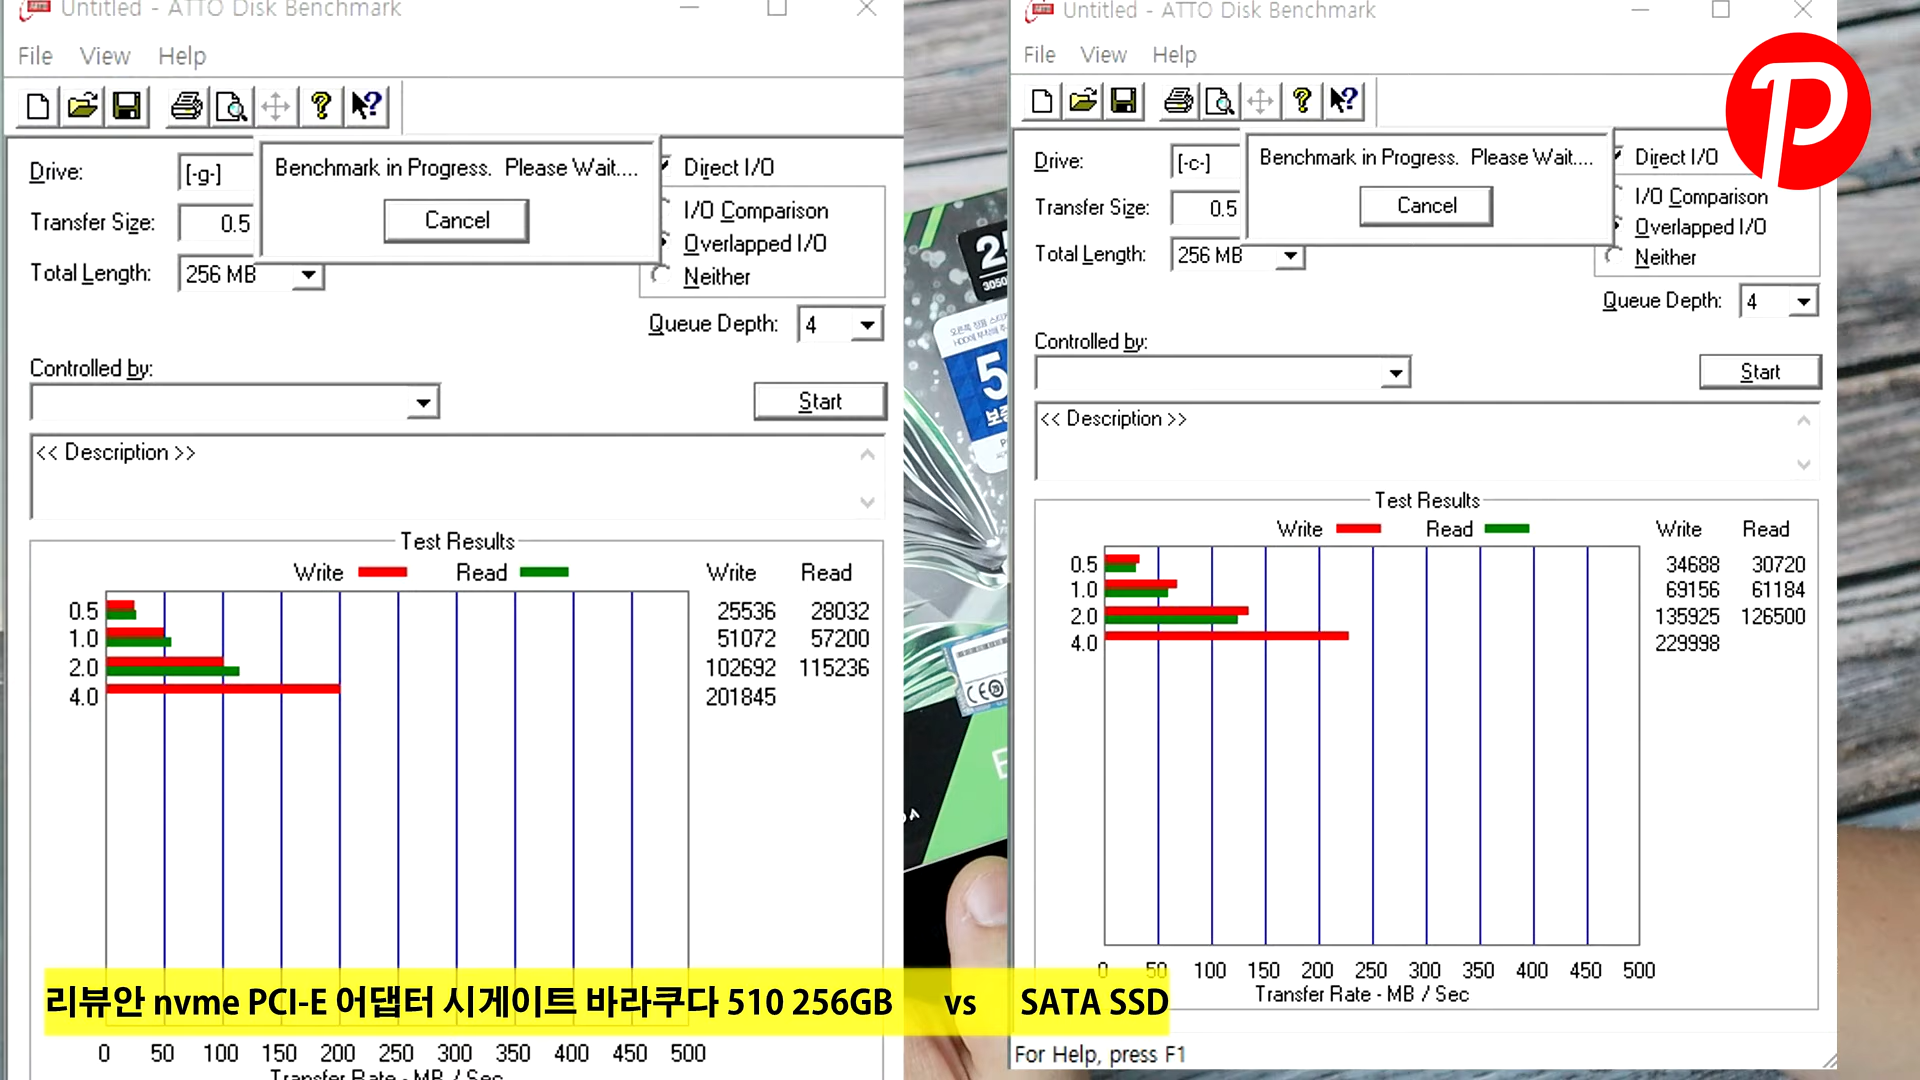 Untitled - ATTO Disk Benchmark
File View Help
Drive: [-g-]
Benchmark in Progress. Please Wait....
Cancel
Direct I/O
I/O Comparison
Overlapped I/O
Neither
Transfer Size: 0.5
Total Length: 256 MB
Queue Depth: 4
Controlled by:
Start
<< Description >>
Test Results
Write Read Write Read
0.5 25536 28032
1.0 51072 57200
2.0 102692 115236
4.0 201845
0 50 100 150 200 250 300 350 400 450 500
Transfer Rate - MB / Sec
Untitled - ATTO Disk Benchmark
File View Help
Drive: [-c-]
Benchmark in Progress. Please Wait....
Cancel
Direct I/O
I/O Comparison
Overlapped I/O
Neither
Transfer Size: 0.5
Total Length: 256 MB
Queue Depth: 4
Controlled by:
Start
<< Description >>
Test Results
Write Read Write Read
0.5 34688 30720
1.0 69156 61184
2.0 135925 126500
4.0 229998
0 50 100 150 200 250 300 350 400 450 500
Transfer Rate - MB / Sec
For Help, press F1
리뷰안 nvme PCI-E 어댑터 시게이트 바라쿠다 510 256GB vs SATA SSD
P